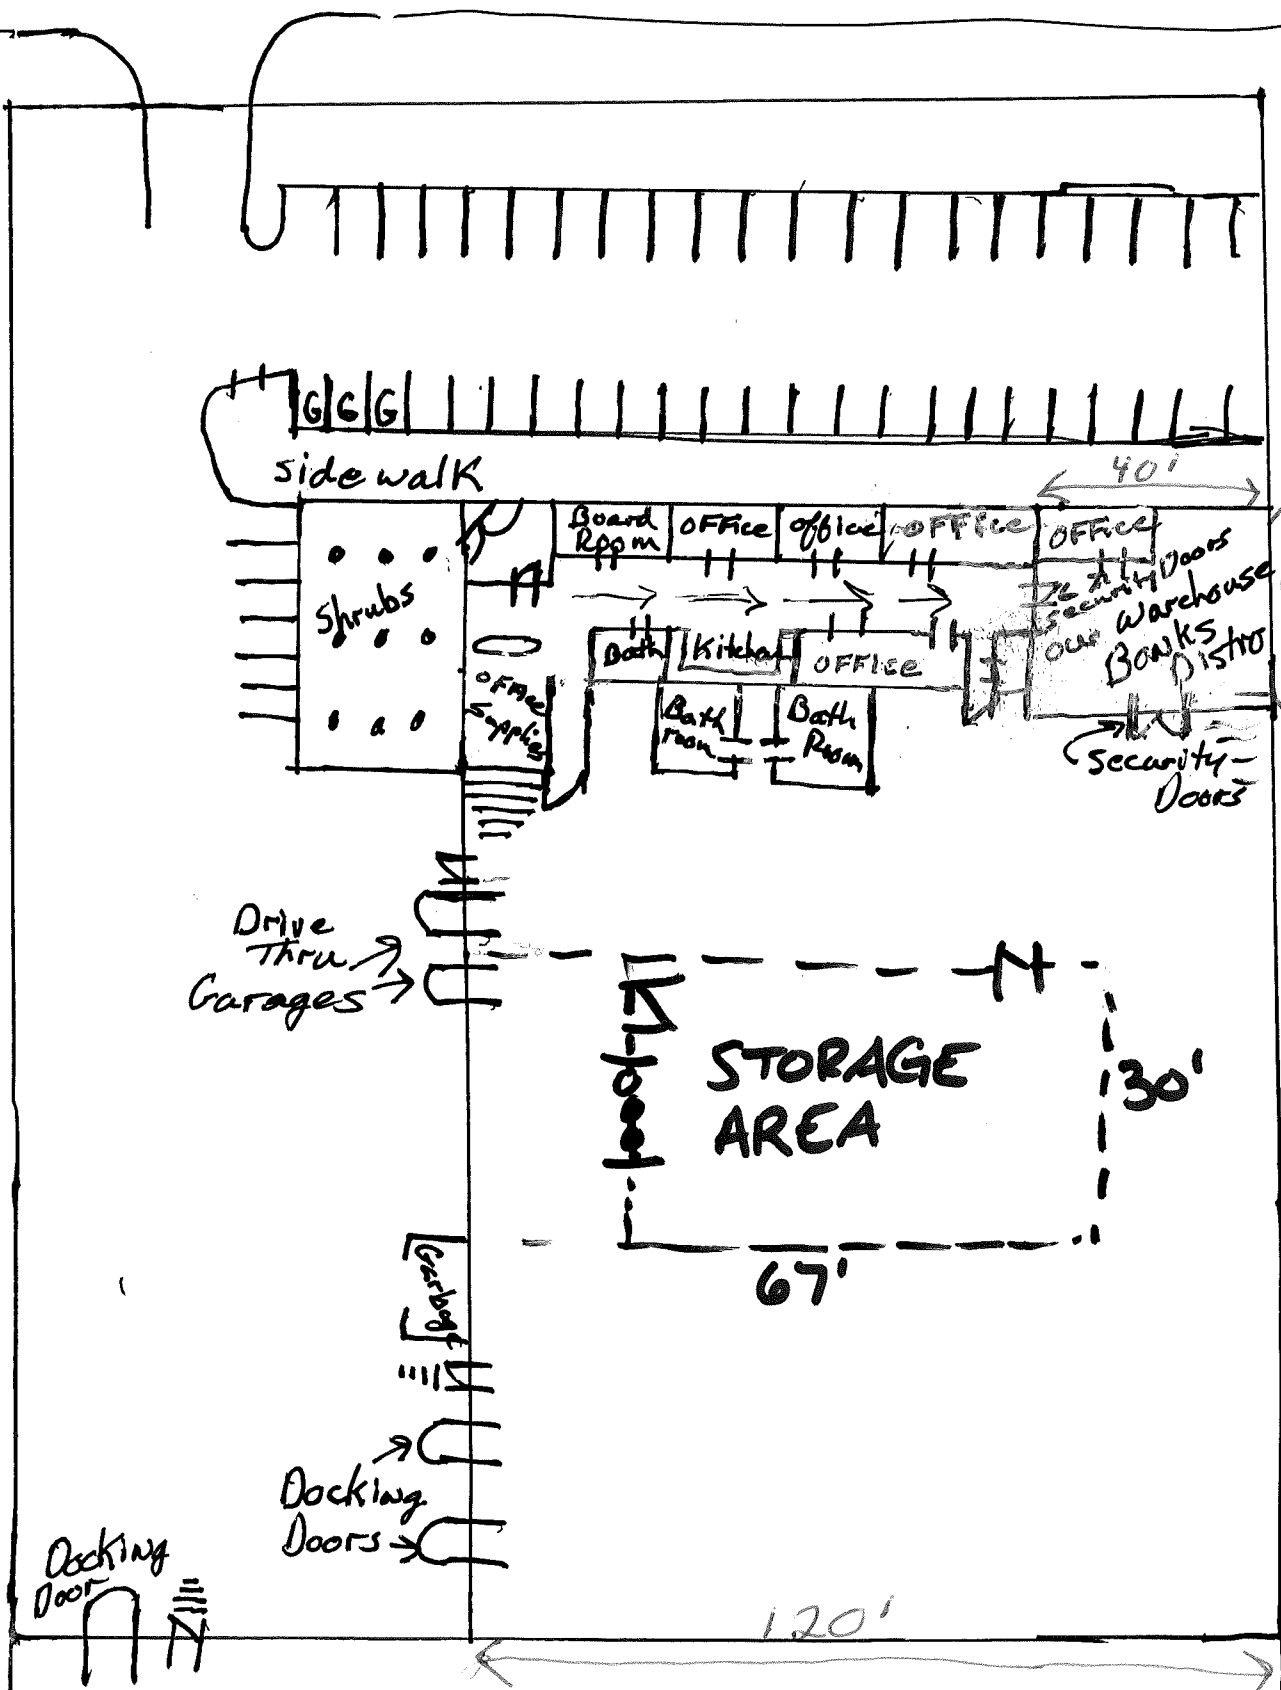 G G G
sidewalk
40'
Board
Room
OFFice
office
OFFice
OFFice
Security Doors
our Warehouse
Banks
Distro
Shrubs
Bath
Kitchen
OFFice
office
Supplies
Bath
room
Bath
Room
Security
Doors
Drive
Thru
Garages
STORAGE
AREA
30'
67'
Garbage
Docking
Doors
Docking
Door
120'